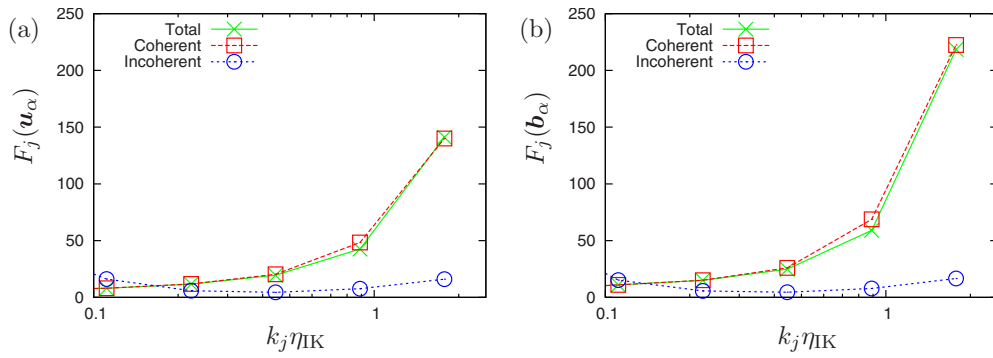 (a)
F_j(u_α)
250
200
150
100
50
0
Total
Coherent
Incoherent
0.1
1
k_jη_IK
(b)
F_j(b_α)
250
200
150
100
50
0
Total
Coherent
Incoherent
0.1
1
k_jη_IK